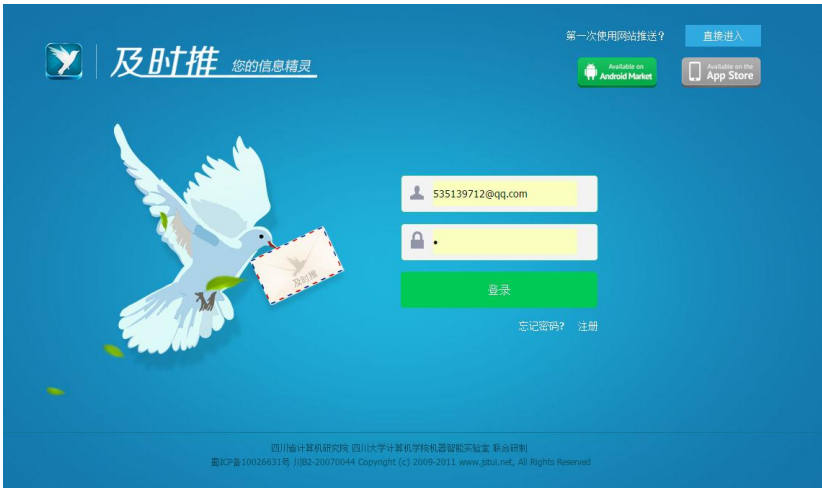 第一次使用网站推送？ 直接进入
及时推 您的信息精灵
Available on Android Market
Available on the App Store
535139712@qq.com
•
及时推
登录
忘记密码? 注册
四川省计算机研究院 四川大学计算机学院机器智能实验室 联合研制
蜀ICP备10026631号 川B2-20070044 Copyright (c) 2009-2011 www.jstui.net, All Rights Reserved